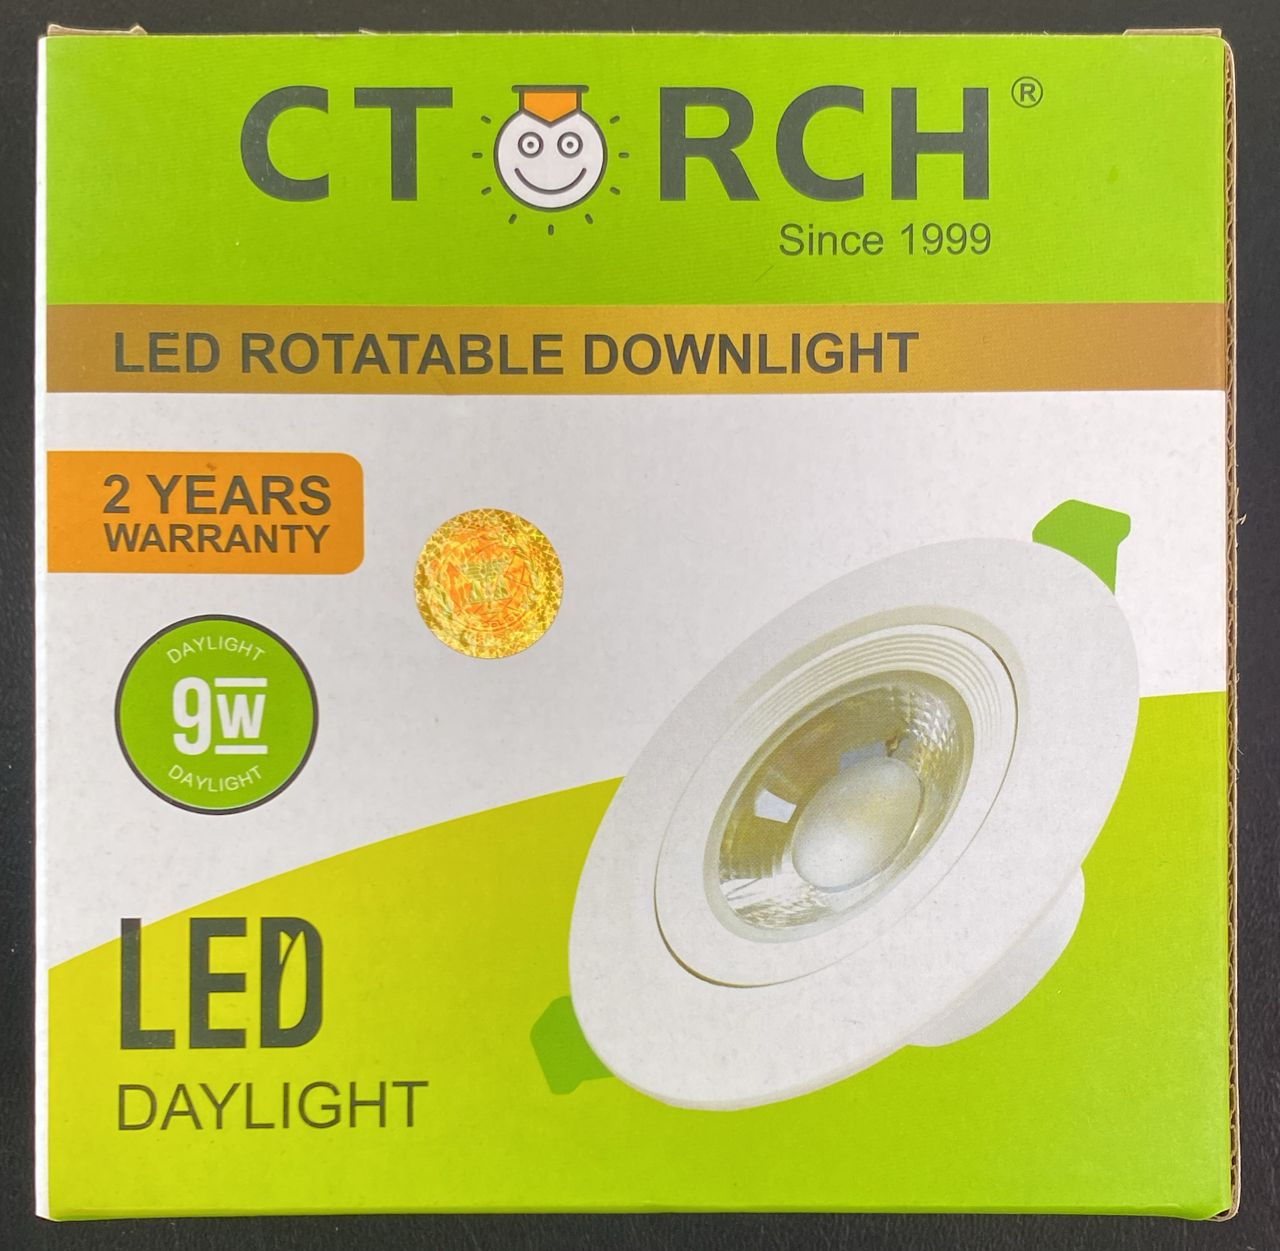 CTORCH®
Since 1999
LED ROTATABLE DOWNLIGHT
2 YEARS
WARRANTY
DAYLIGHT
9W
DAYLIGHT
LED
DAYLIGHT